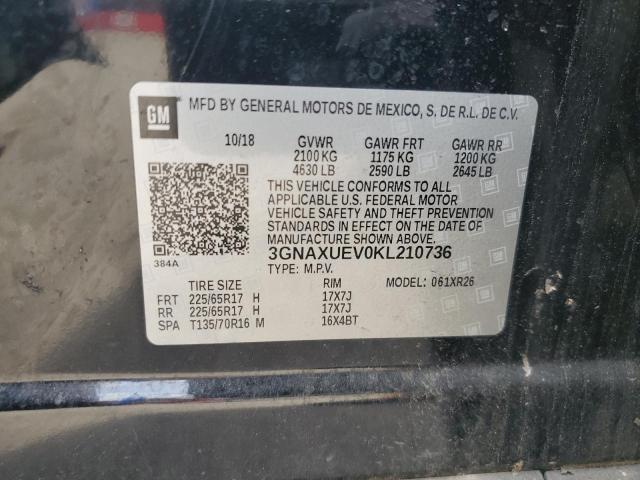 GM
MFD BY GENERAL MOTORS DE MEXICO, S. DE R.L. DE C.V.
10/18 GVWR GAWR FRT GAWR RR
2100 KG 1175 KG 1200 KG
4630 LB 2590 LB 2645 LB
THIS VEHICLE CONFORMS TO ALL
APPLICABLE U.S. FEDERAL MOTOR
VEHICLE SAFETY AND THEFT PREVENTION
STANDARDS IN EFFECT ON THE DATE OF
MANUFACTURE SHOWN ABOVE.
3GNAXUEV0KL210736
384A TYPE: M.P.V.
TIRE SIZE RIM MODEL: 061XR26
FRT 225/65R17 H 17X7J
RR 225/65R17 H 17X7J
SPA T135/70R16 M 16X4BT